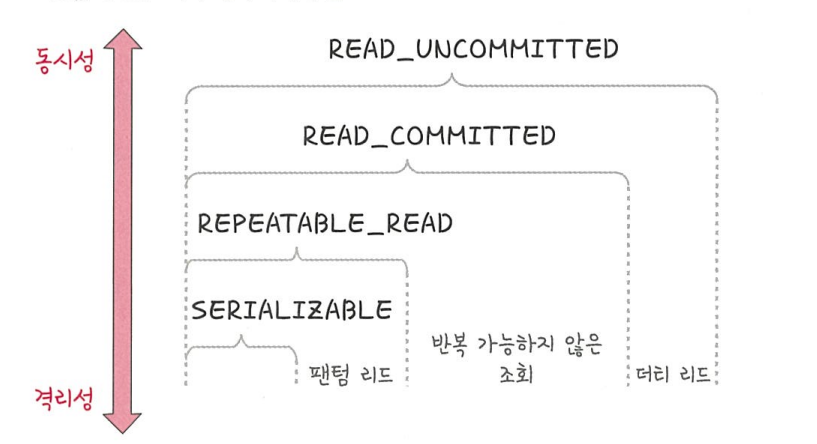 동시성
READ_UNCOMMITTED
READ_COMMITTED
REPEATABLE_READ
SERIALIZABLE
팬텀 리드
반복 가능하지 않은
조회
더티 리드
격리성